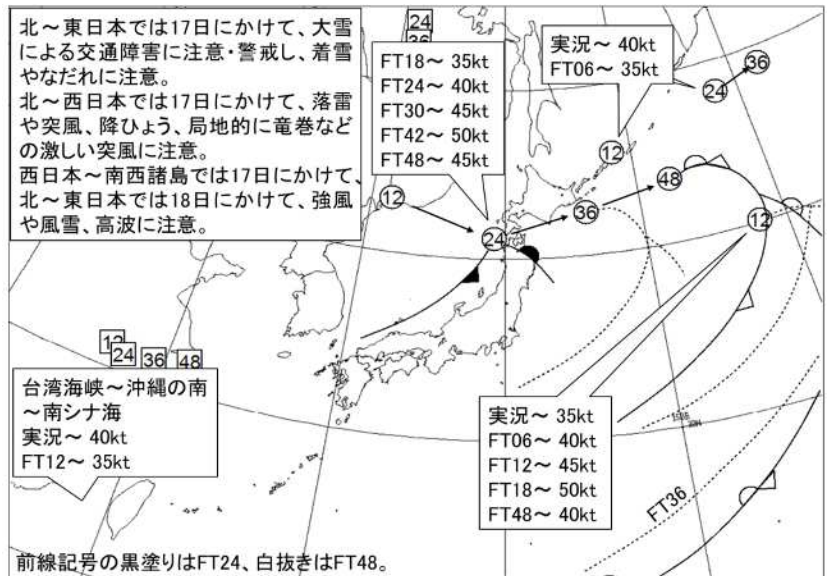 北～東日本では17日にかけて、大雪
による交通障害に注意・警戒し、着雪
やなだれに注意。
北～西日本では17日にかけて、落雷
や突風、降ひょう、局地的に竜巻など
の激しい突風に注意。
西日本～南西諸島では17日にかけて、
北～東日本では18日にかけて、強風
や風雪、高波に注意。
24
36
FT18～ 35kt
FT24～ 40kt
FT30～ 45kt
FT42～ 50kt
FT48～ 45kt
実況～ 40kt
FT06～ 35kt
36
24
12
12
48
36
24
12
12
24
36
48
台湾海峡～沖縄の南
～南シナ海
実況～ 40kt
FT12～ 35kt
実況～ 35kt
FT06～ 40kt
FT12～ 45kt
FT18～ 50kt
FT48～ 40kt
FT36
前線記号の黒塗りはFT24、白抜きはFT48。